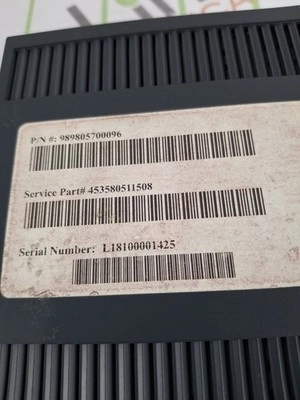 P/N #: 989805700096
Service Part# 453580511508
Serial Number: L18100001425